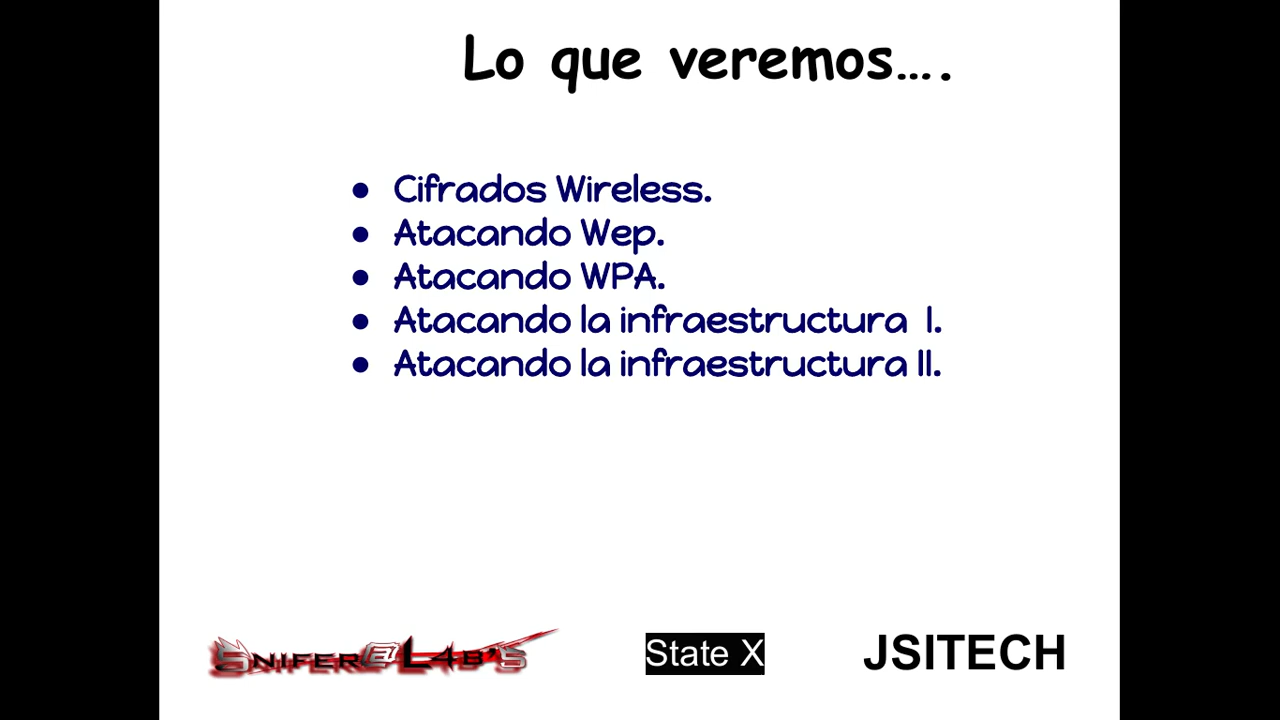 Lo que veremos....
● Cifrados Wireless.
● Atacando Wep.
● Atacando WPA.
● Atacando la infraestructura I.
● Atacando la infraestructura II.
Snifer@L4b's State X JSITECH